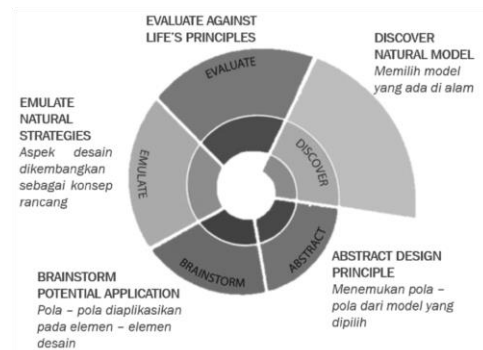 EVALUATE AGAINST
LIFE'S PRINCIPLES
DISCOVER
NATURAL MODEL
Memilih model
yang ada di alam
EVALUATE
EMULATE
NATURAL
STRATEGIES
Aspek desain
dikembangkan
sebagai konsep
rancang
DISCOVER
EMULATE
ABSTRACT
BRAINSTORM
ABSTRACT DESIGN
PRINCIPLE
Menemukan pola –
pola dari model yang
dipilih
BRAINSTORM
POTENTIAL APPLICATION
Pola – pola diaplikasikan
pada elemen – elemen
desain